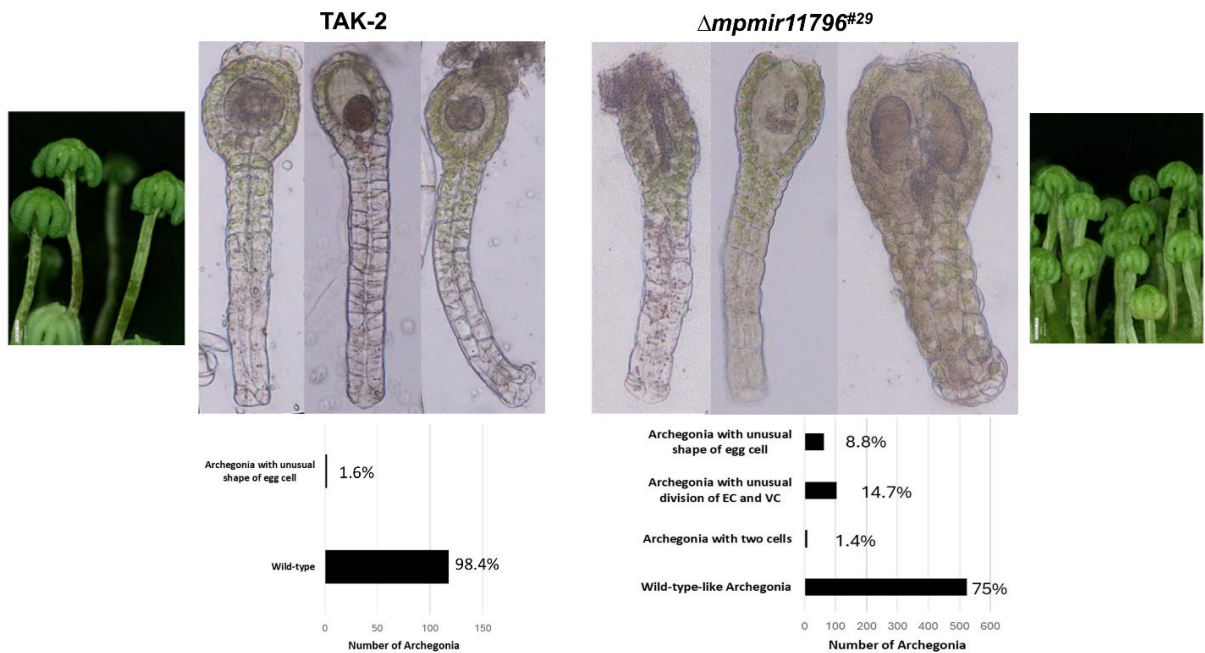 TAK-2
Δmpmir11796#29
Archegonia with unusual
shape of egg cell
1.6%
Wild-type
98.4%
0 50 100 150
Number of Archegonia
Archegonia with unusual
shape of egg cell
8.8%
Archegonia with unusual
division of EC and VC
14.7%
Archegonia with two cells
1.4%
Wild-type-like Archegonia
75%
0 100 200 300 400 500 600
Number of Archegonia